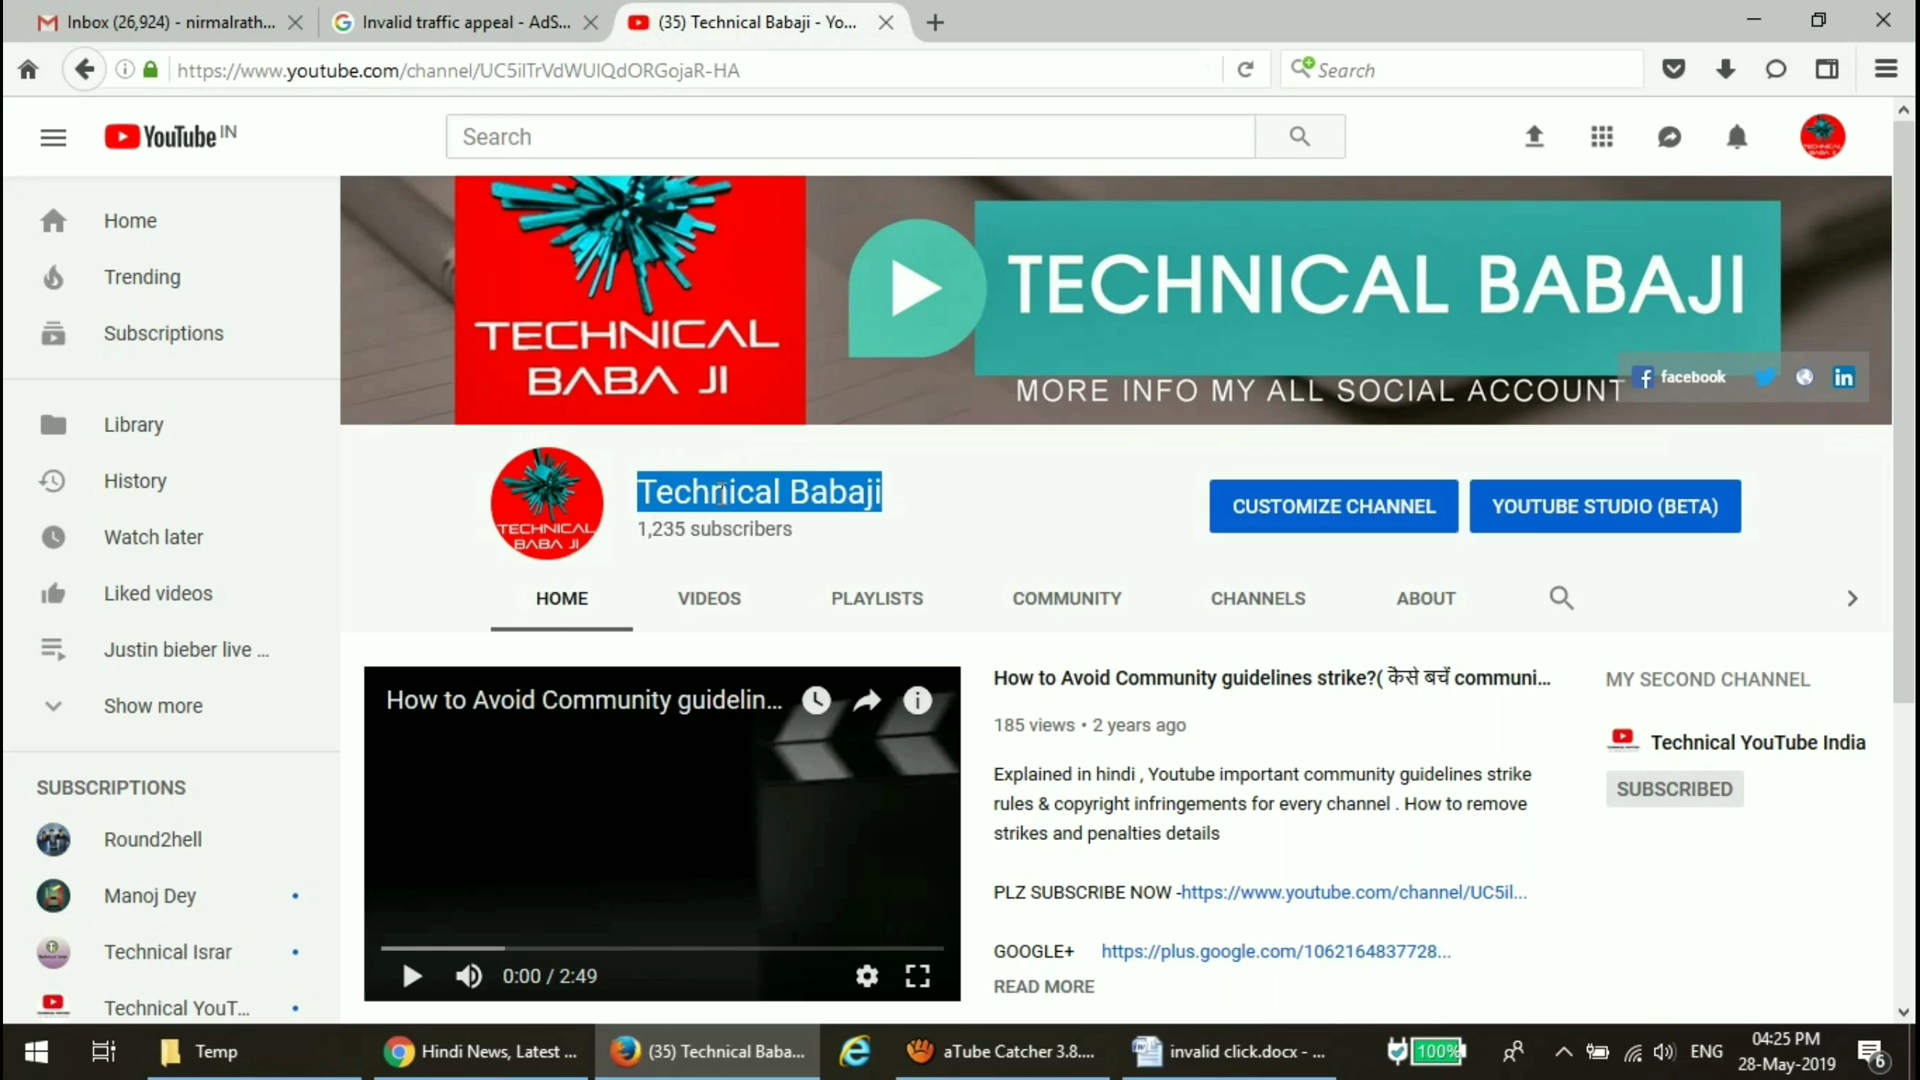 Inbox (26,924) - nirmalrath...
Invalid traffic appeal - AdS...
(35) Technical Babaji - Yo...
https://www.youtube.com/channel/UC5ilTrVdWUlQdORGojaR-HA
Search
YouTube IN
Search
TECHNICAL
BABA JI
Home
Trending
Subscriptions
TECHNICAL
BABA JI
TECHNICAL BABAJI
MORE INFO MY ALL SOCIAL ACCOUNT
facebook
Library
History
Watch later
Liked videos
Justin bieber live ...
Show more
TECHNICAL
BABA JI
Technical Babaji
1,235 subscribers
CUSTOMIZE CHANNEL
YOUTUBE STUDIO (BETA)
HOME
VIDEOS
PLAYLISTS
COMMUNITY
CHANNELS
ABOUT
How to Avoid Community guidelin...
0:00 / 2:49
How to Avoid Community guidelines strike?( कैसे बचें communi...
185 views • 2 years ago
Explained in hindi , Youtube important community guidelines strike
rules & copyright infringements for every channel . How to remove
strikes and penalties details
PLZ SUBSCRIBE NOW -https://www.youtube.com/channel/UC5il...
GOOGLE+ https://plus.google.com/1062164837728...
READ MORE
MY SECOND CHANNEL
Technical YouTube India
SUBSCRIBED
SUBSCRIPTIONS
Round2hell
Manoj Dey
Technical Israr
Technical YouT...
Temp
Hindi News, Latest ...
(35) Technical Baba...
aTube Catcher 3.8....
invalid click.docx - ...
100%
ENG
04:25 PM
28-May-2019
6